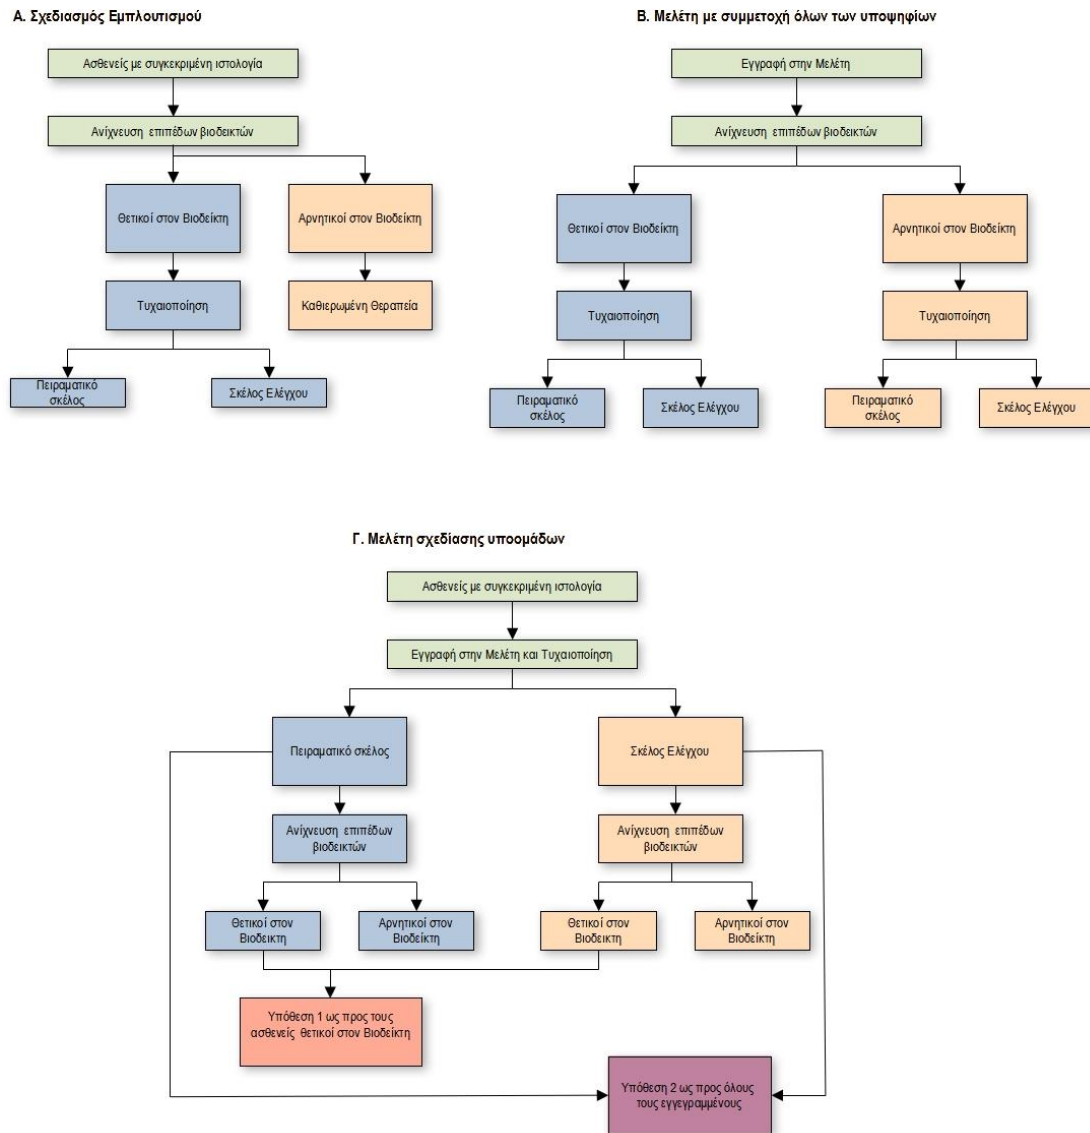 Α. Σχεδιασμός Εμπλουτισμού
Ασθενείς με συγκεκριμένη ιστολογία
Ανίχνευση επιπέδων βιοδεικτών
Θετικοί στον Βιοδείκτη
Αρνητικοί στον Βιοδείκτη
Τυχαιοποίηση
Καθιερωμένη Θεραπεία
Πειραματικό
σκέλος
Σκέλος Ελέγχου
Β. Μελέτη με συμμετοχή όλων των υποψηφίων
Εγγραφή στην Μελέτη
Ανίχνευση επιπέδων βιοδεικτών
Θετικοί στον Βιοδείκτη
Αρνητικοί στον Βιοδείκτη
Τυχαιοποίηση
Τυχαιοποίηση
Πειραματικό
σκέλος
Σκέλος Ελέγχου
Πειραματικό
σκέλος
Σκέλος Ελέγχου
Γ. Μελέτη σχεδίασης υποομάδων
Ασθενείς με συγκεκριμένη ιστολογία
Εγγραφή στην Μελέτη και Τυχαιοποίηση
Πειραματικό σκέλος
Σκέλος Ελέγχου
Ανίχνευση επιπέδων
βιοδεικτών
Ανίχνευση επιπέδων
βιοδεικτών
Θετικοί στον
Βιοδεικτη
Αρνητικοί στον
Βιοδείκτη
Θετικοί στον
Βιοδεικτη
Αρνητικοί στον
Βιοδείκτη
Υπόθεση 1 ως προς τους
ασθενείς θετικοί στον Βιοδείκτη
Υπόθεση 2 ως προς όλους
τους εγγεγραμμένους